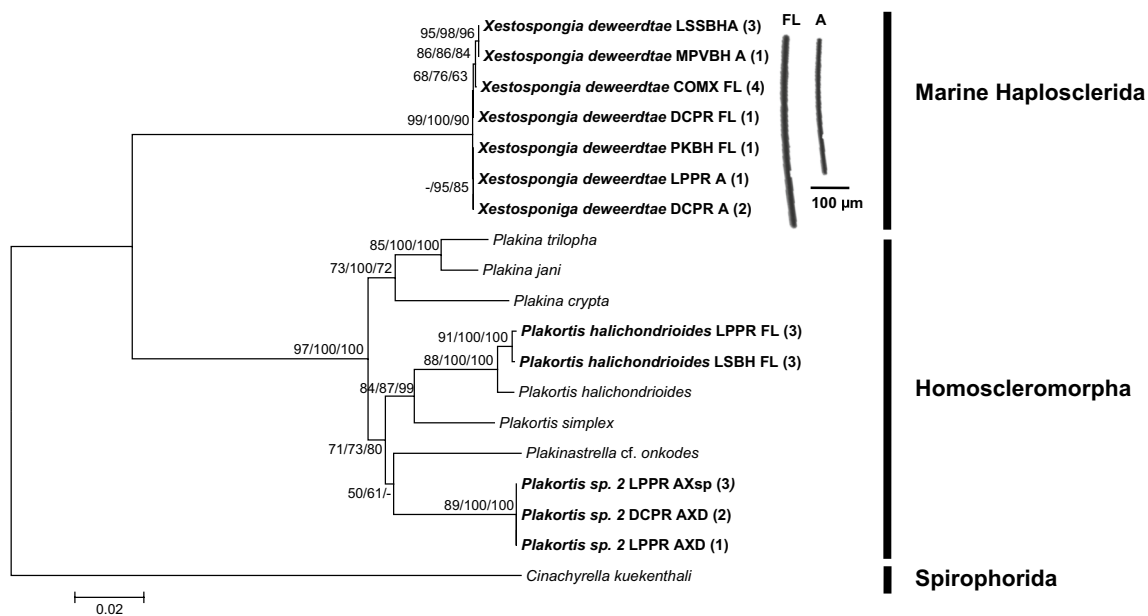 Xestospongia deweerdtae LSSBHA (3)
FL A
95/98/96
86/86/84
Xestospongia deweerdtae MPVBH A (1)
68/76/63
Xestospongia deweerdtae COMX FL (4)
Marine Haplosclerida
99/100/90
Xestospongia deweerdtae DCPR FL (1)
Xestospongia deweerdtae PKBH FL (1)
-/95/85
Xestospongia deweerdtae LPPR A (1)
100 µm
Xestosponigia deweerdtae DCPR A (2)
85/100/100
Plakina trilopha
73/100/72
Plakina jani
Plakina crypta
91/100/100
Plakortis halichondrioides LPPR FL (3)
97/100/100
88/100/100
Plakortis halichondrioides LSBH FL (3)
84/87/99
Plakortis halichondrioides
Homoscleromorpha
Plakortis simplex
71/73/80
Plakinastrella cf. onkodes
50/61/-
Plakortis sp. 2 LPPR AXsp (3)
89/100/100
Plakortis sp. 2 DCPR AXD (2)
Plakortis sp. 2 LPPR AXD (1)
Cinachyrella kuekenthali
Spirophorida
0.02